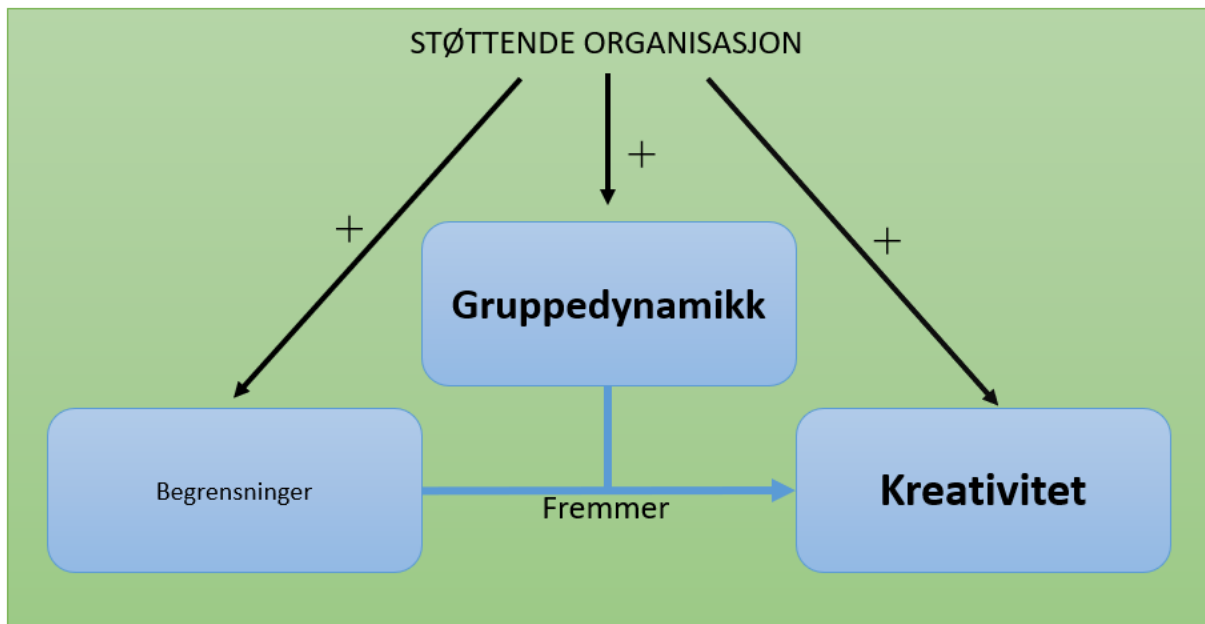 STØTTENDE ORGANISASJON
+
+
+
Gruppedynamikk
Begrensninger
Fremmer
Kreativitet